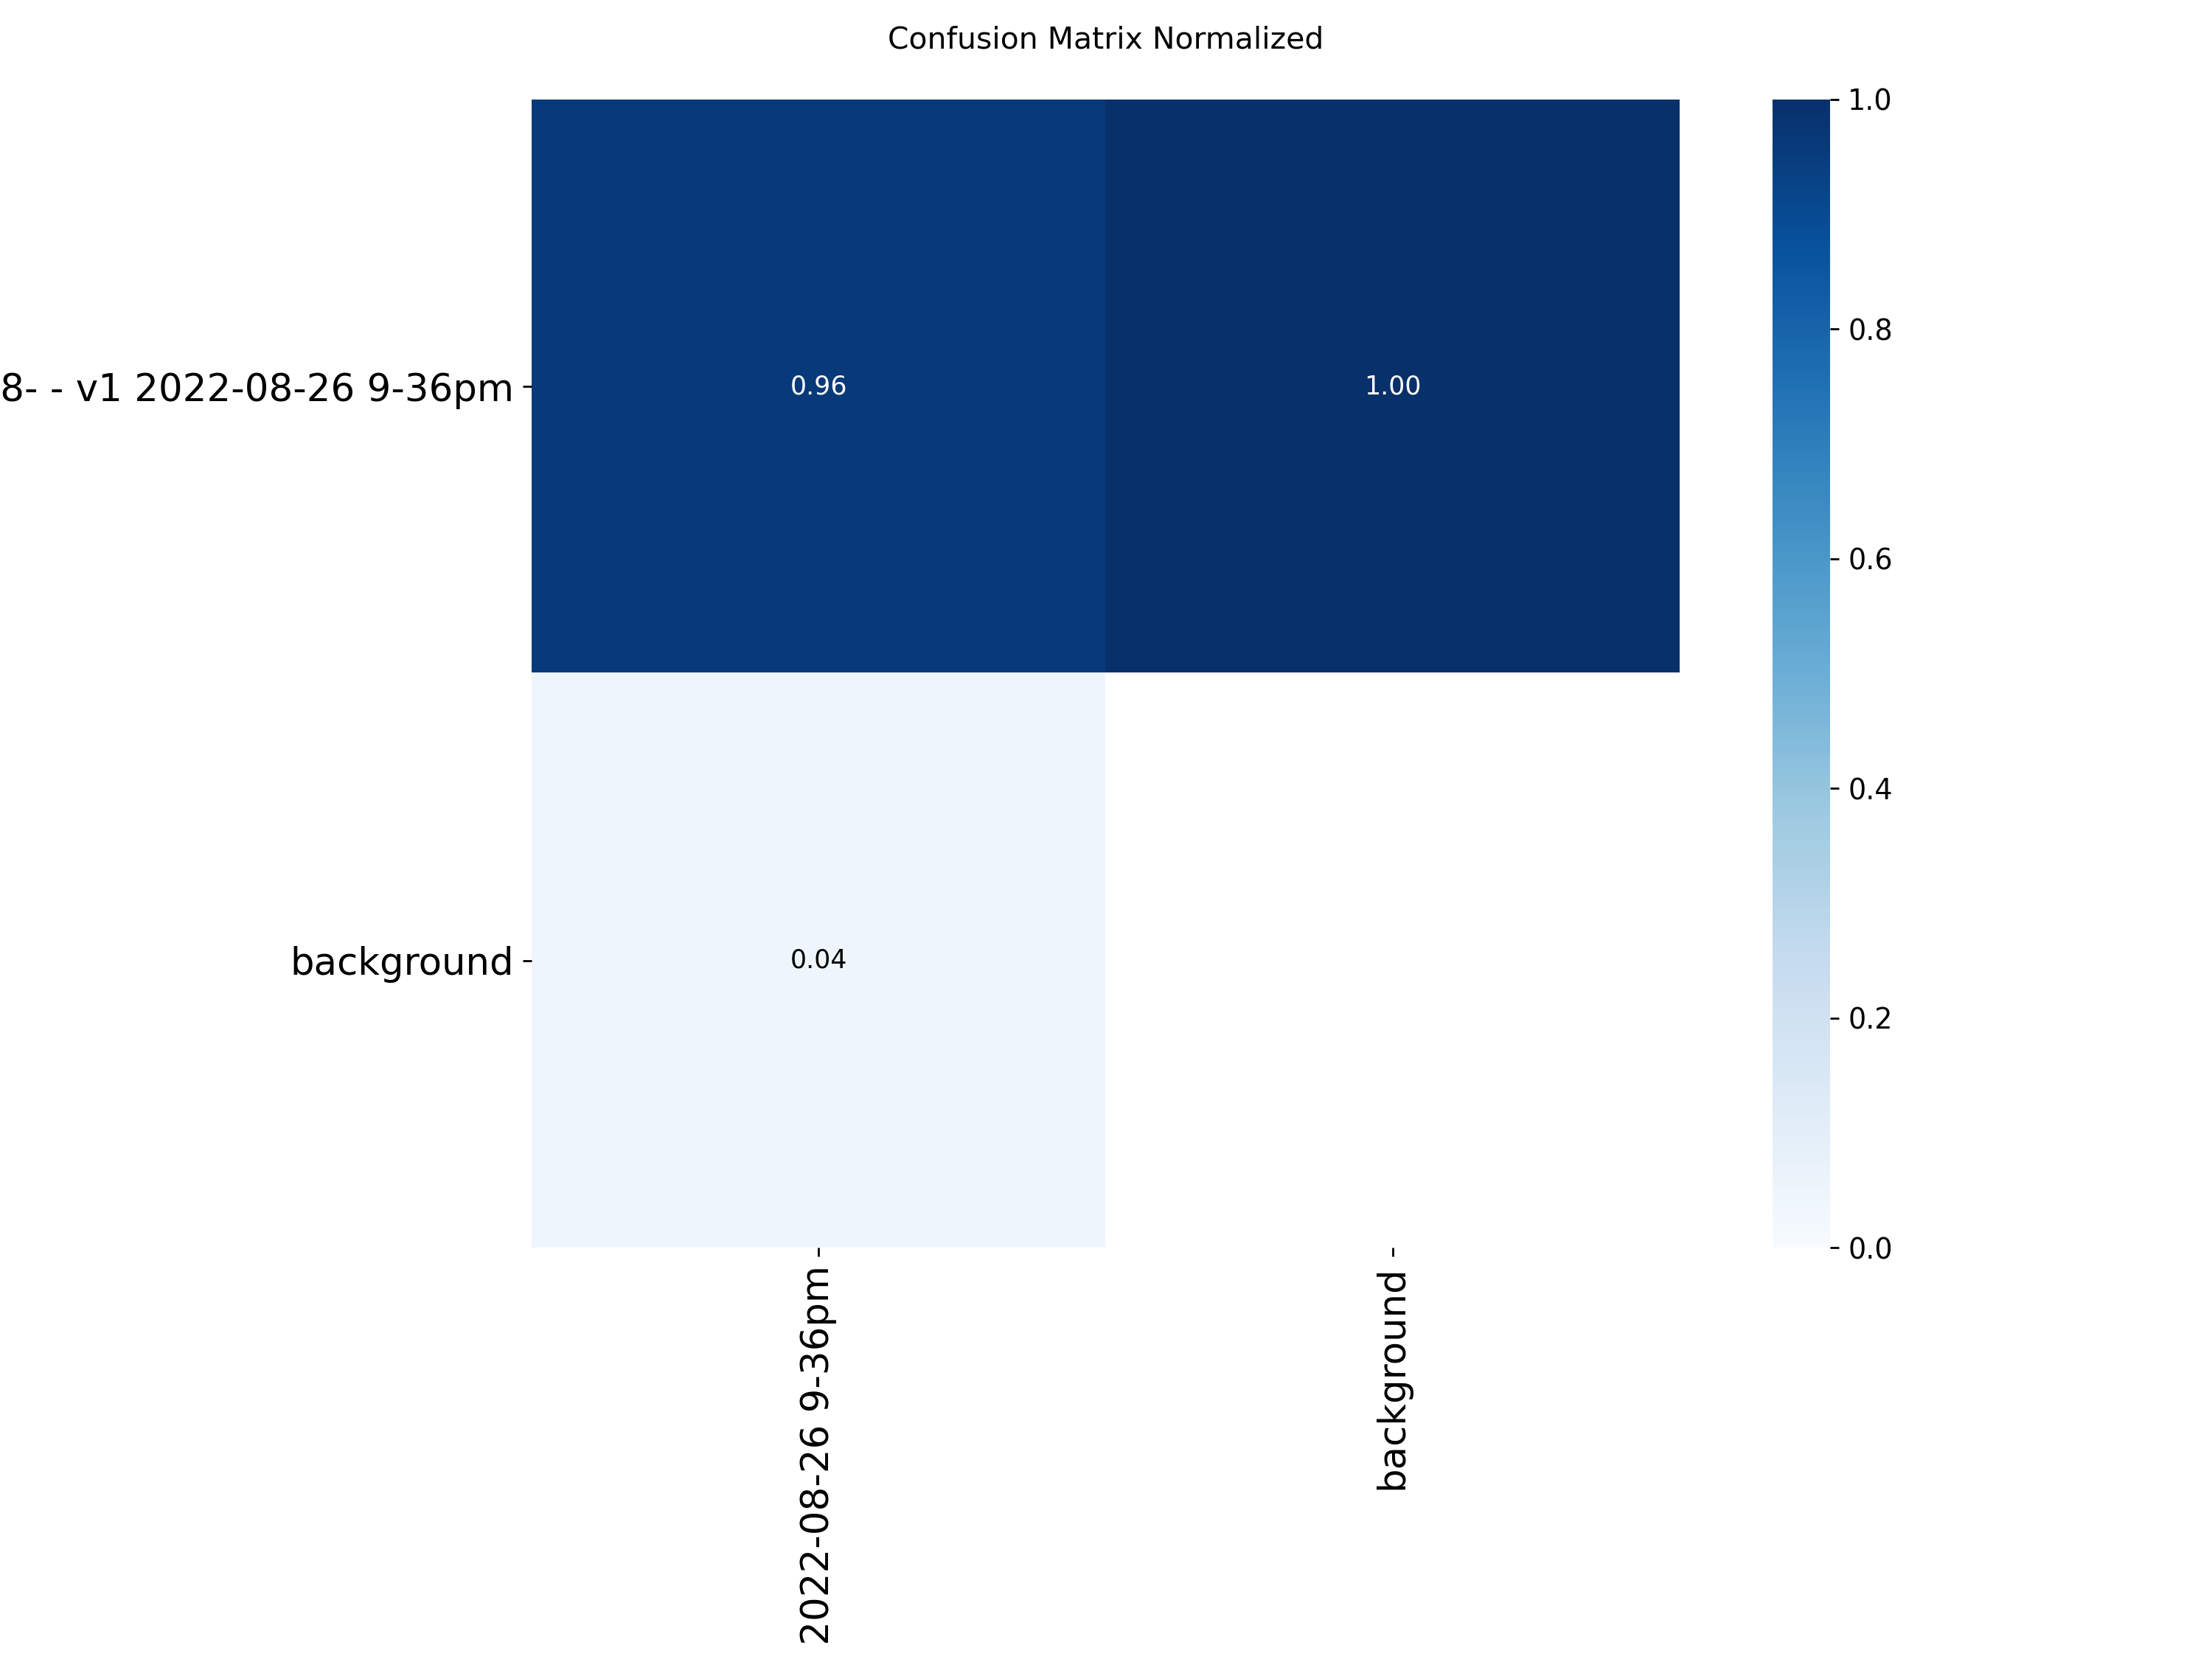 Confusion Matrix Normalized
8- - v1 2022-08-26 9-36pm
0.96
1.00
background
0.04
2022-08-26 9-36pm
background
1.0
0.8
0.6
0.4
0.2
0.0